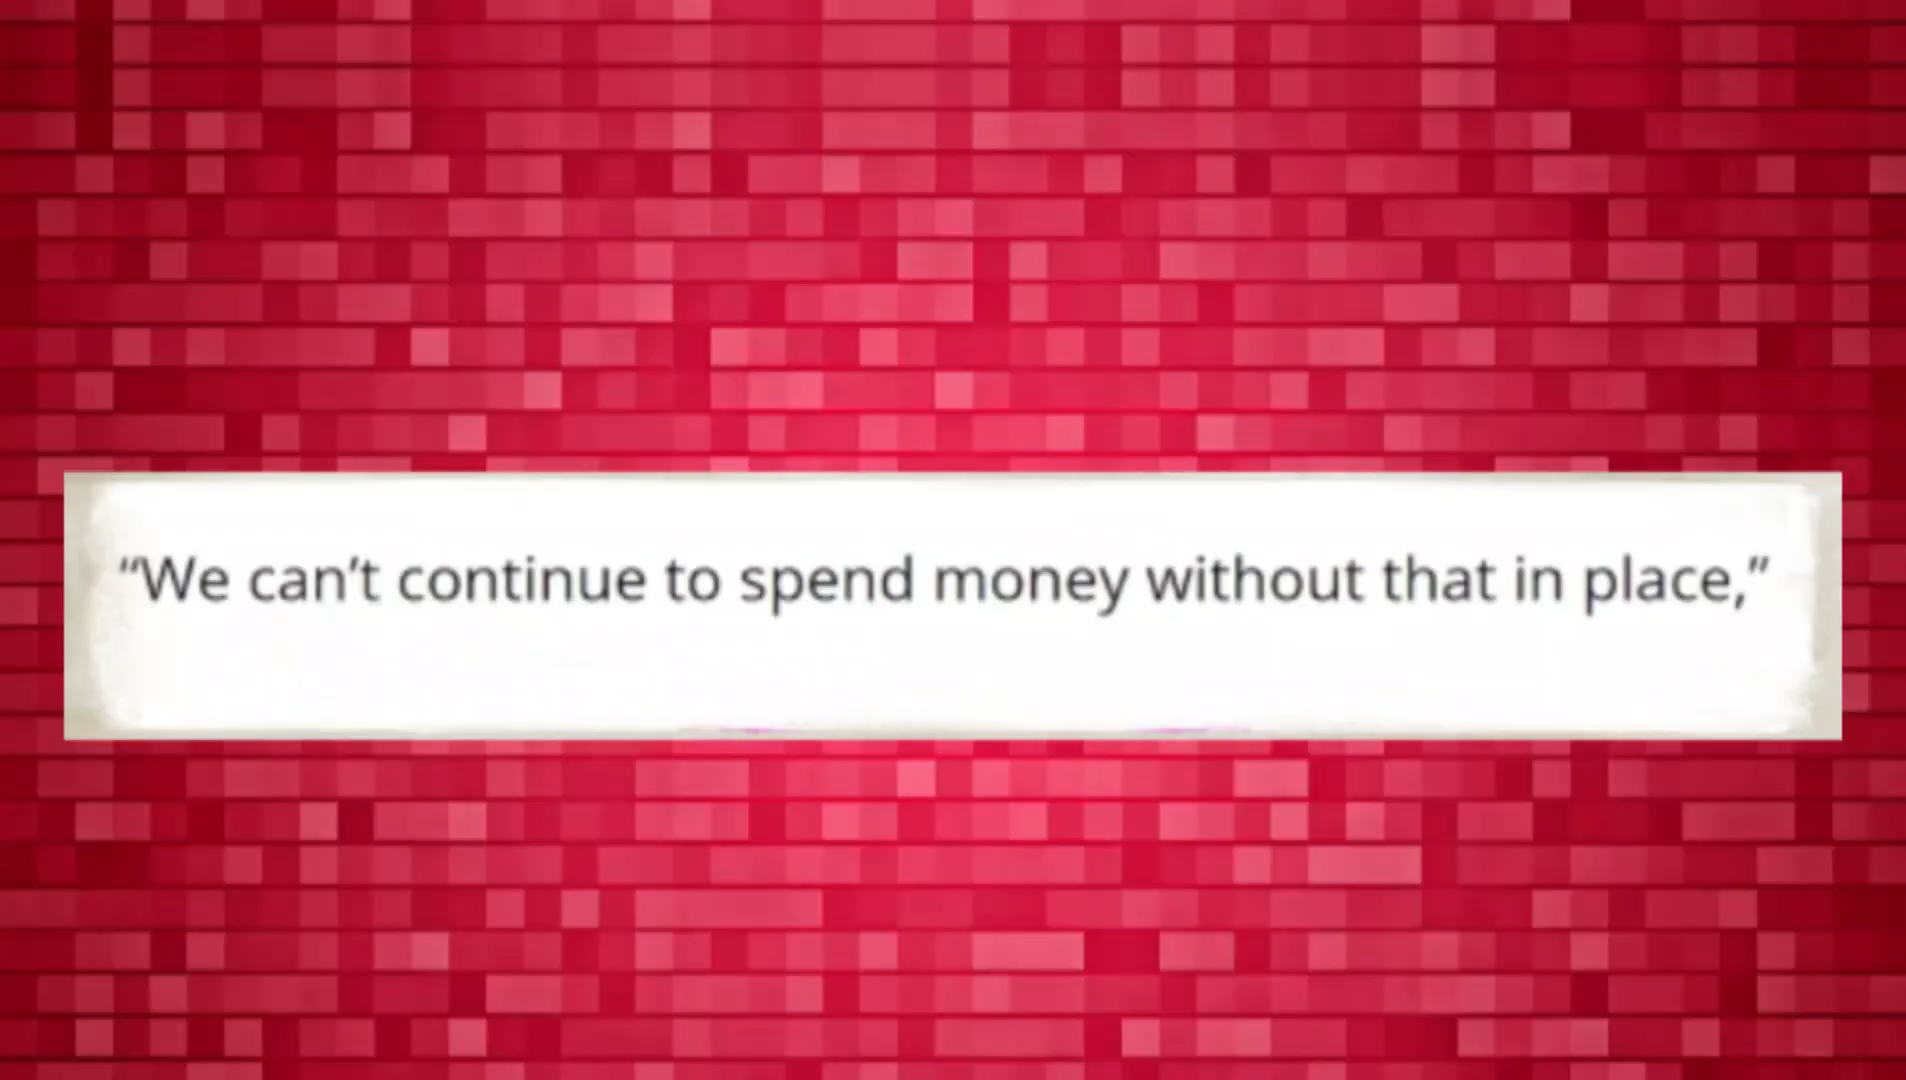 “We can’t continue to spend money without that in place,”